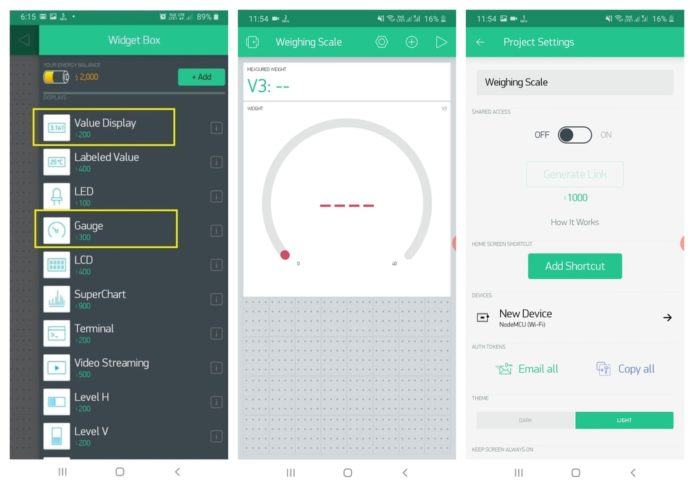 6:15
89%
Widget Box
YOUR ENERGY BALANCE
2,000
+ Add
DISPLAYS
3.141
Value Display
200
25°C
Labeled Value
400
LED
100
Gauge
300
LCD
400
SuperChart
900
Terminal
200
Video Streaming
500
Level H
200
Level V
200
11:54
16%
Weighing Scale
MEASURED WEIGHT
V3: --
WEIGHT
V3
----
0
40
11:54
16%
Project Settings
Weighing Scale
SHARED ACCESS
OFF ON
Generate Link
1000
How It Works
HOME SCREEN SHORTCUT
Add Shortcut
DEVICES
New Device
NodeMCU (Wi-Fi)
AUTH TOKENS
Email all Copy all
THEME
DARK LIGHT
KEEP SCREEN ALWAYS ON